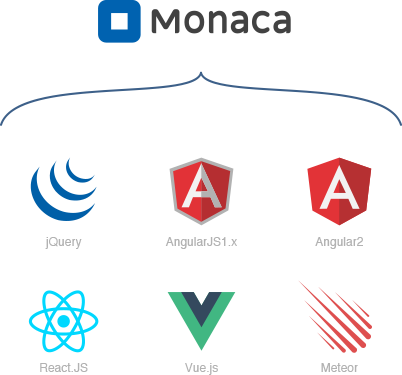 Monaca
jQuery
AngularJS1.x
Angular2
React.JS
Vue.js
Meteor